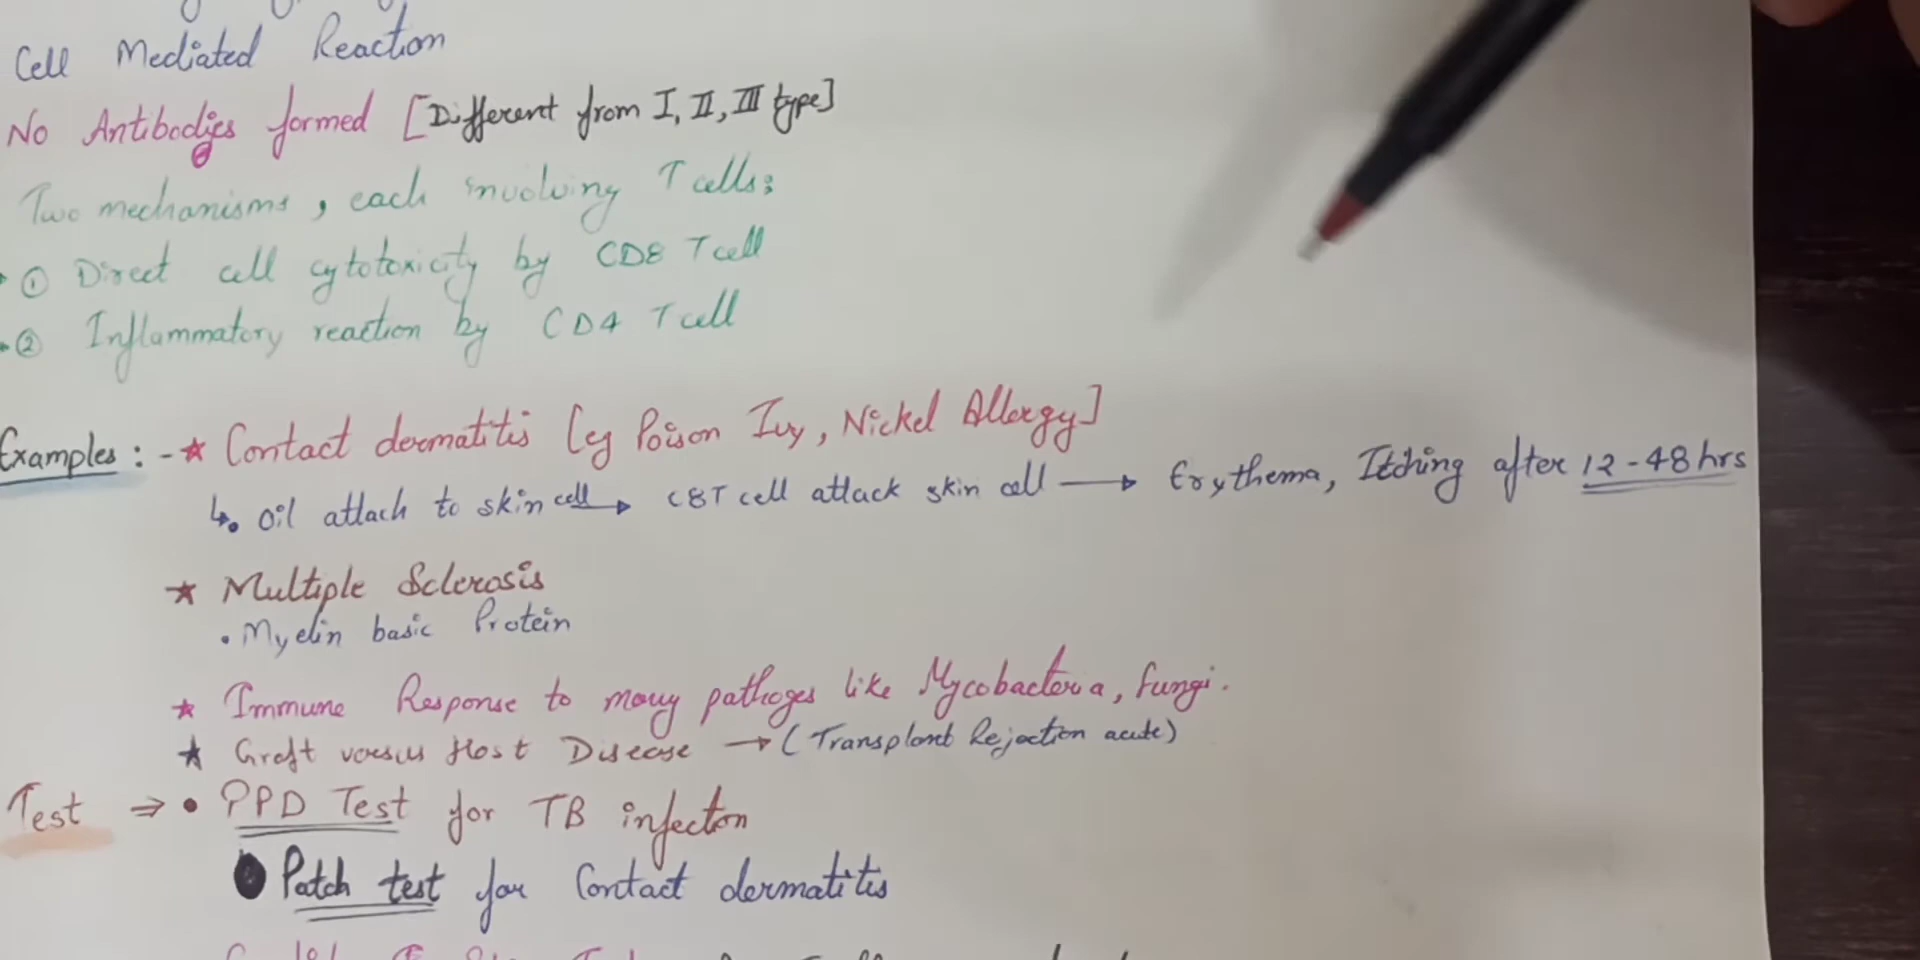 Cell Mediated Reaction
No Antibodies formed [Different from I, II, III type]
Two mechanisms, each involving T cells:
① Direct cell cytotoxicity by CD8 T cell
② Inflammatory reaction by CD4 T cell
Examples: - ★ Contact dermatitis [eg Poison Ivy, Nickel Allergy]
↳• Oil attach to skin cell → C8T cell attack skin cell → Erythema, Itching after 12-48 hrs
★ Multiple Sclerosis
• Myelin basic Protein
★ Immune Response to many pathoges like Mycobacteria, fungi.
★ Graft versus Host Disease → (Transplant Rejection acute)
Test ⇒ • PPD Test for TB infecton
● Patch test for Contact dermatitis